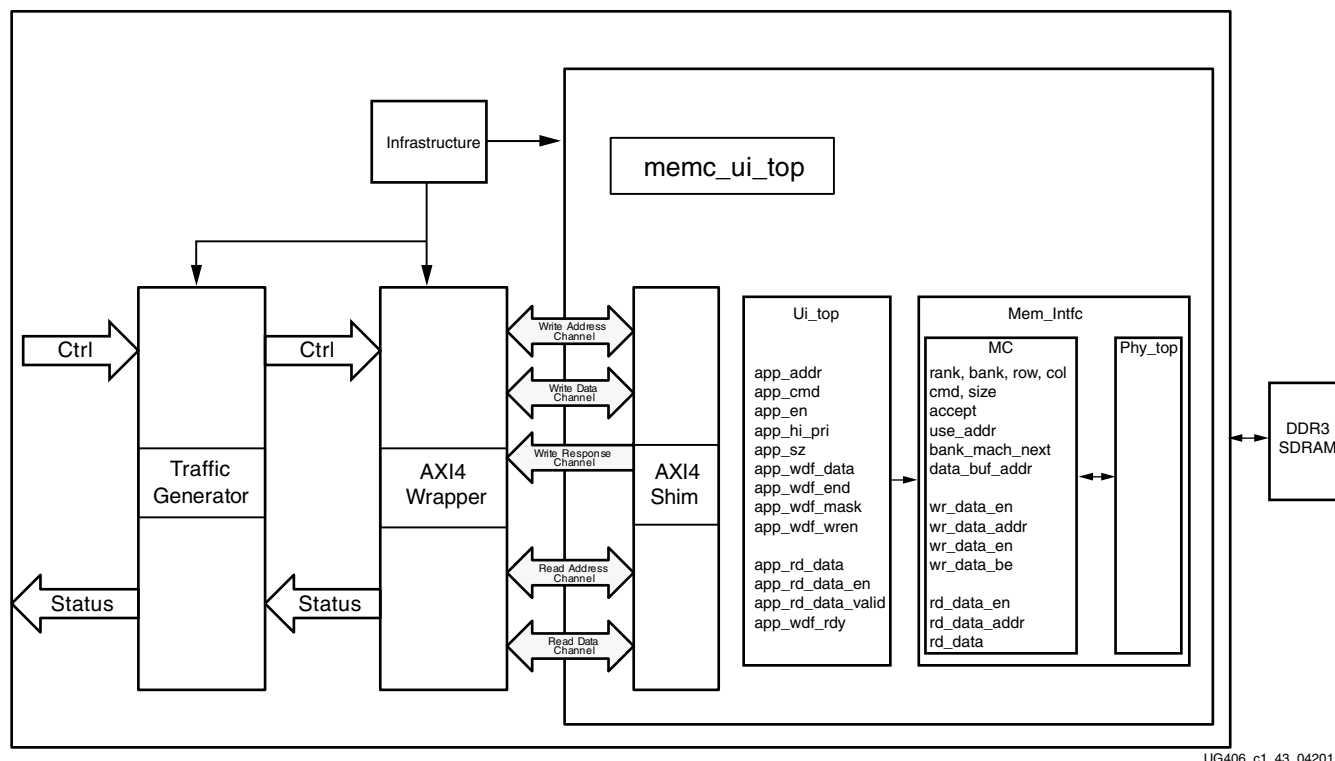 Infrastructure
memc_ui_top
Ctrl
Traffic
Generator
Status
Ctrl
Status
AXI4
Wrapper
Write Address
Channel
Write Data
Channel
Write Response
Channel
Read Address
Channel
Read Data
Channel
AXI4
Shim
Ui_top
app_addr
app_cmd
app_en
app_hi_pri
app_sz
app_wdf_data
app_wdf_end
app_wdf_mask
app_wdf_wren
app_rd_data
app_rd_data_en
app_rd_data_valid
app_wdf_rdy
Mem_Intfc
MC
rank, bank, row, col
cmd, size
accept
use_addr
bank_mach_next
data_buf_addr
wr_data_en
wr_data_addr
wr_data_en
wr_data_be
rd_data_en
rd_data_addr
rd_data
Phy_top
DDR3
SDRAM